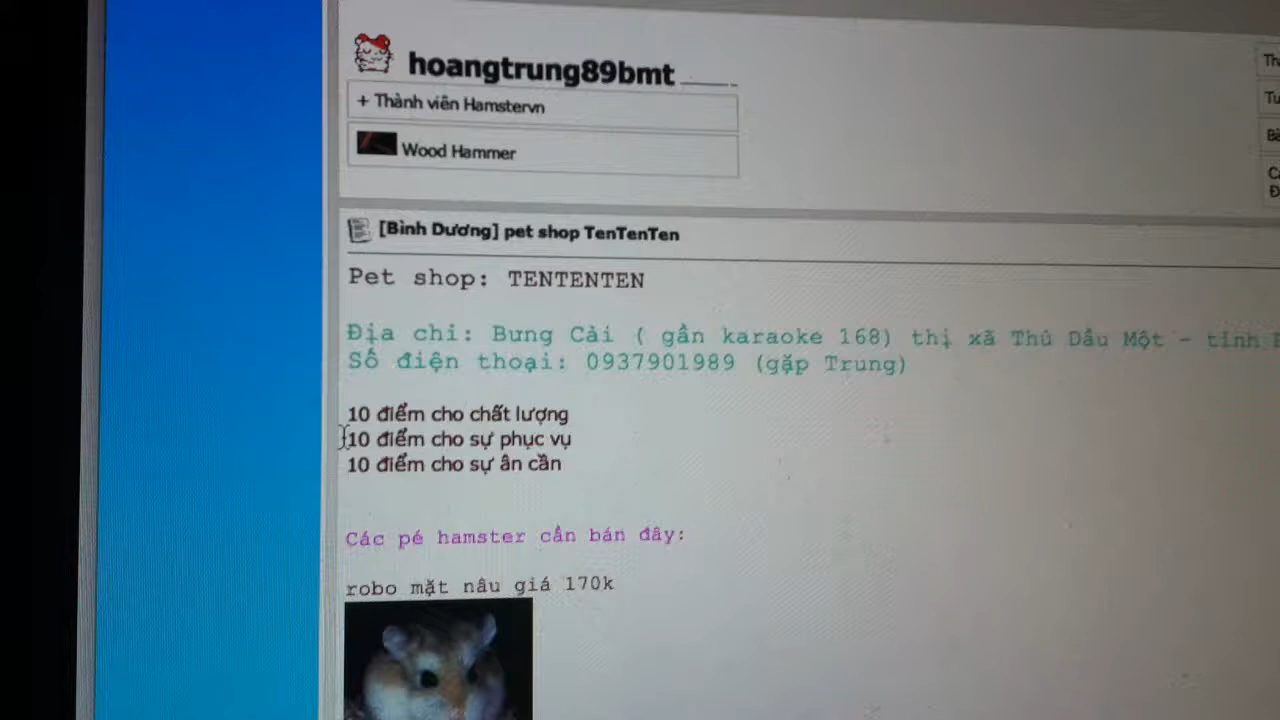 hoangtrung89bmt
+ Thành viên Hamstervn
Wood Hammer
[Bình Dương] pet shop TenTenTen
Pet shop: TENTENTEN
Địa chỉ: Bưng Cải ( gần karaoke 168) thị xã Thủ Dầu Một - tỉnh
Số điện thoại: 0937901989 (gặp Trung)
10 điểm cho chất lượng
10 điểm cho sự phục vụ
10 điểm cho sự ân cần
Các pé hamster cần bán đây:
robo mặt nâu giá 170k